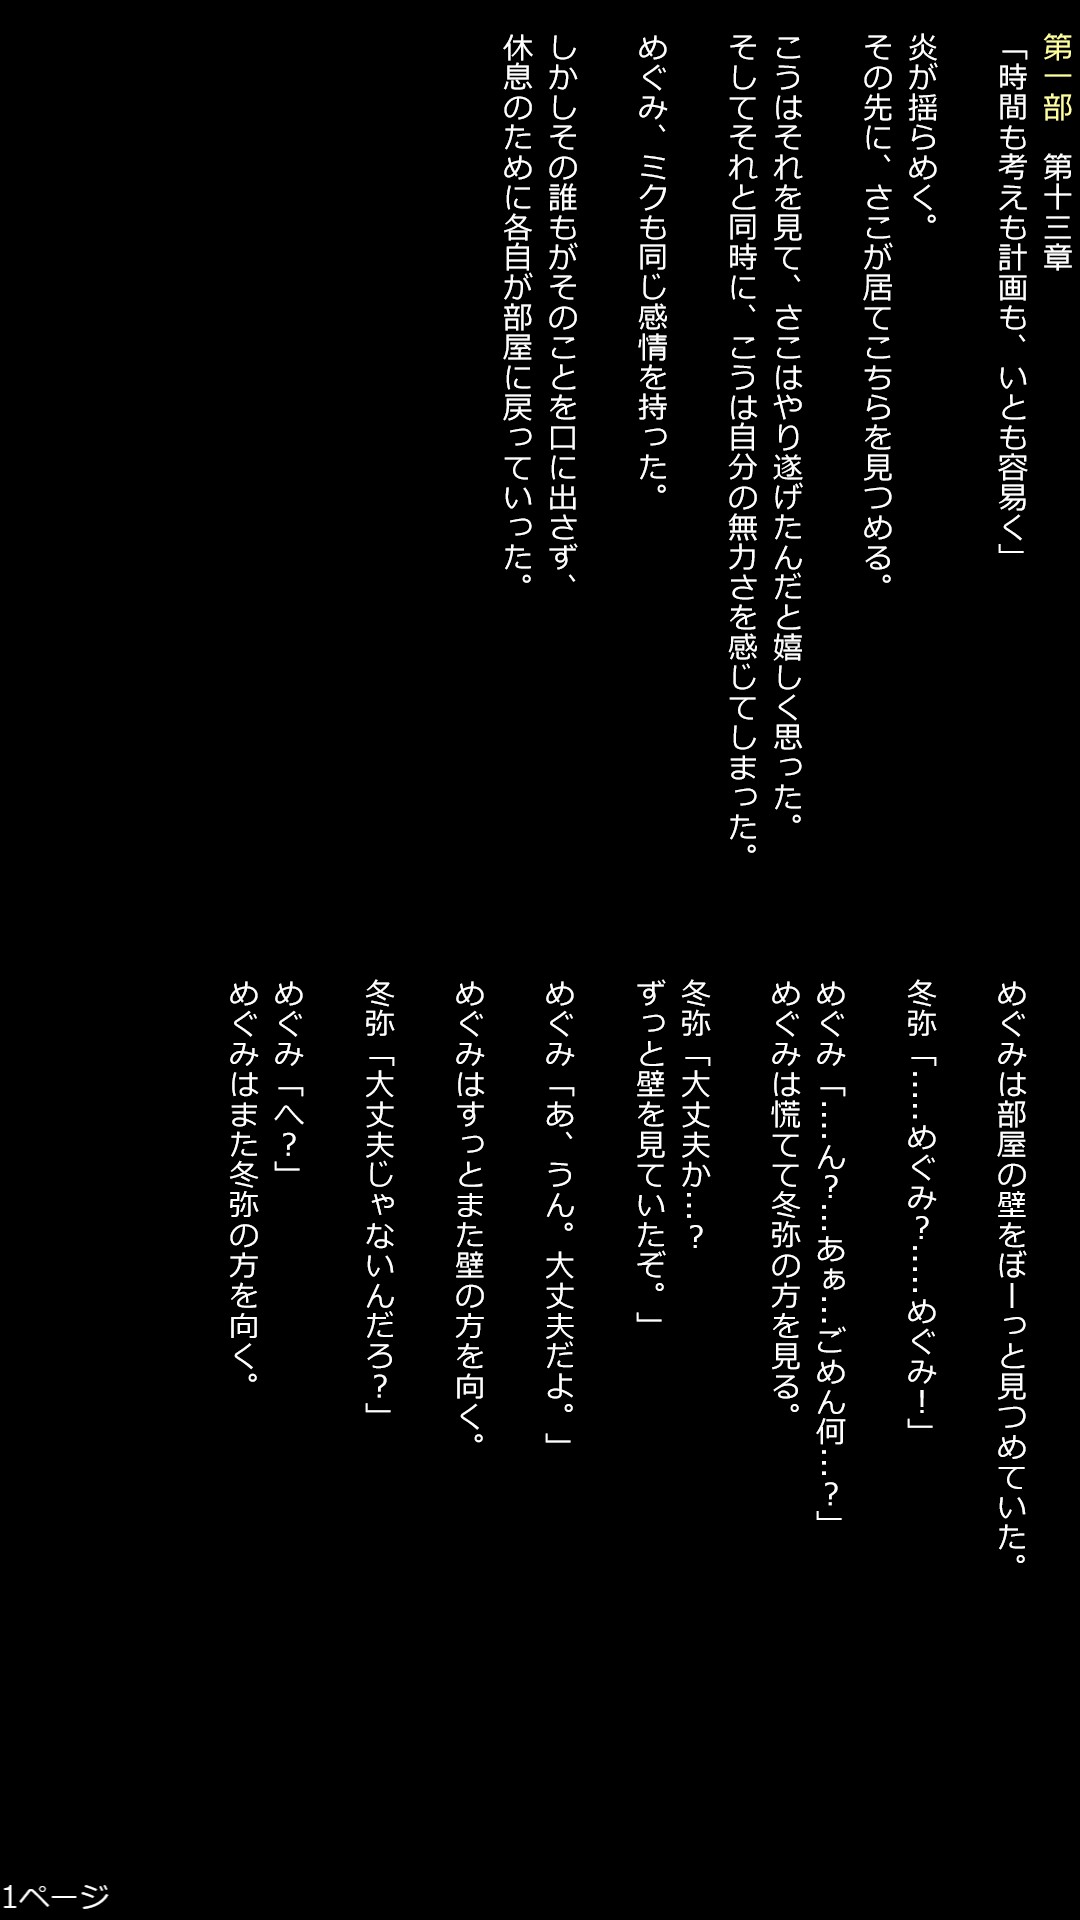 第一部　第十三章
「時間も考えも計画も、いとも容易く」
炎が揺らめく。
その先に、さこが居てこちらを見つめる。
こうはそれを見て、さこはやり遂げたんだと嬉しく思った。
そしてそれと同時に、こうは自分の無力さを感じてしまった。
めぐみ、ミクも同じ感情を持った。
しかしその誰もがそのことを口に出さず、
休息のために各自が部屋に戻っていった。
めぐみは部屋の壁をぼーっと見つめていた。
冬弥「……めぐみ？……めぐみ！」
めぐみ「…ん？…あぁ…ごめん何…？」
めぐみは慌てて冬弥の方を見る。
冬弥「大丈夫か…？
ずっと壁を見ていたぞ。」
めぐみ「あ、うん。大丈夫だよ。」
めぐみはすっとまた壁の方を向く。
冬弥「大丈夫じゃないんだろ？」
めぐみ「へ？」
めぐみはまた冬弥の方を向く。
1ページ